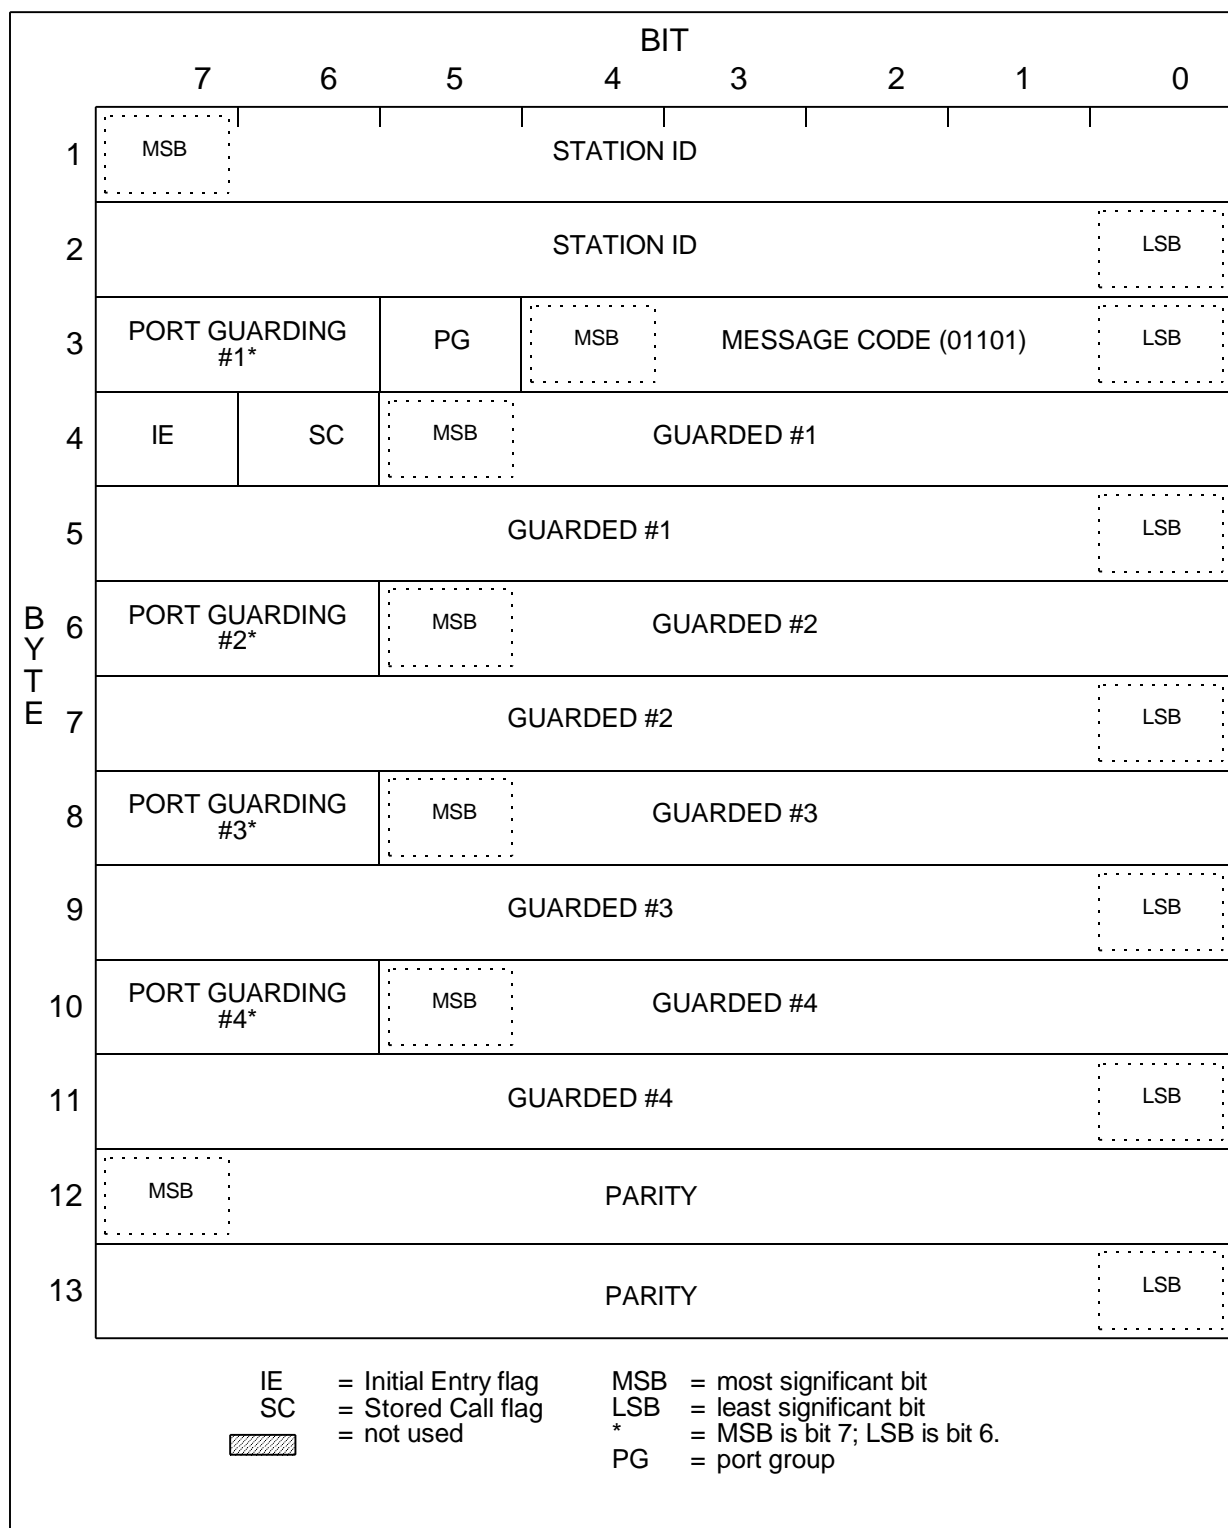 BIT
7 6 5 4 3 2 1 0
1 MSB STATION ID
2 STATION ID LSB
3 PORT GUARDING #1* PG MSB MESSAGE CODE (01101) LSB
4 IE SC MSB GUARDED #1
5 GUARDED #1 LSB
BYTE
6 PORT GUARDING #2* MSB GUARDED #2
7 GUARDED #2 LSB
8 PORT GUARDING #3* MSB GUARDED #3
9 GUARDED #3 LSB
10 PORT GUARDING #4* MSB GUARDED #4
11 GUARDED #4 LSB
12 MSB PARITY
13 PARITY LSB
IE = Initial Entry flag MSB = most significant bit
SC = Stored Call flag LSB = least significant bit
= not used * = MSB is bit 7; LSB is bit 6.
PG = port group